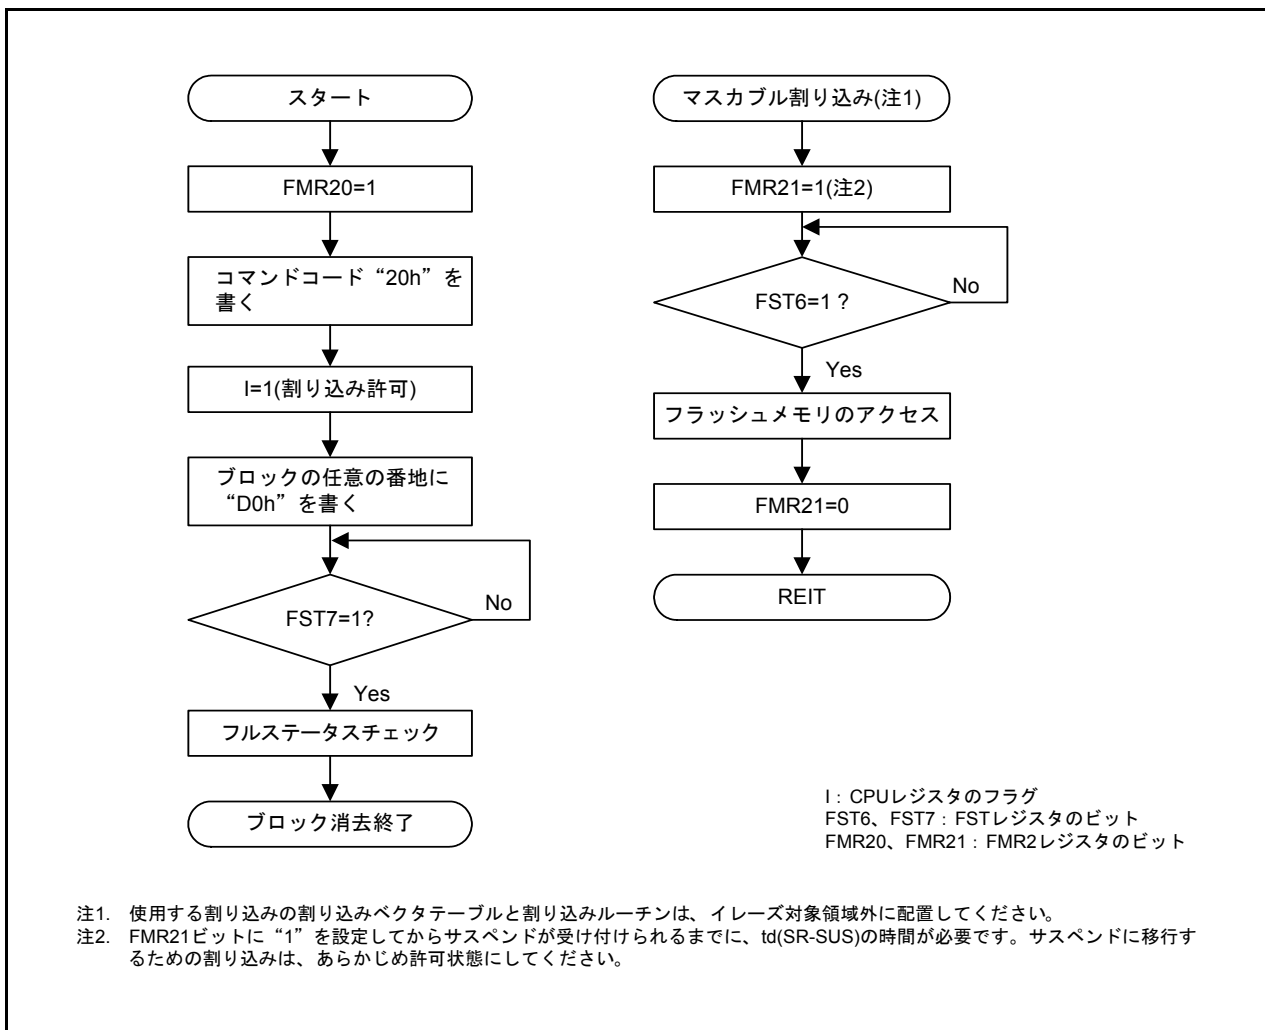 スタート
FMR20=1
コマンドコード“20h”を
書く
I=1(割り込み許可)
ブロックの任意の番地に
“D0h”を書く
FST7=1?
No
Yes
フルステータスチェック
ブロック消去終了
マスカブル割り込み(注1)
FMR21=1(注2)
FST6=1 ?
No
Yes
フラッシュメモリのアクセス
FMR21=0
REIT
I : CPUレジスタのフラグ
FST6、FST7 : FSTレジスタのビット
FMR20、FMR21 : FMR2レジスタのビット
注1. 使用する割り込みの割り込みベクタテーブルと割り込みルーチンは、イレーズ対象領域外に配置してください。
注2. FMR21ビットに“1”を設定してからサスペンドが受け付けられるまでに、td(SR-SUS)の時間が必要です。サスペンドに移行す
るための割り込みは、あらかじめ許可状態にしてください。